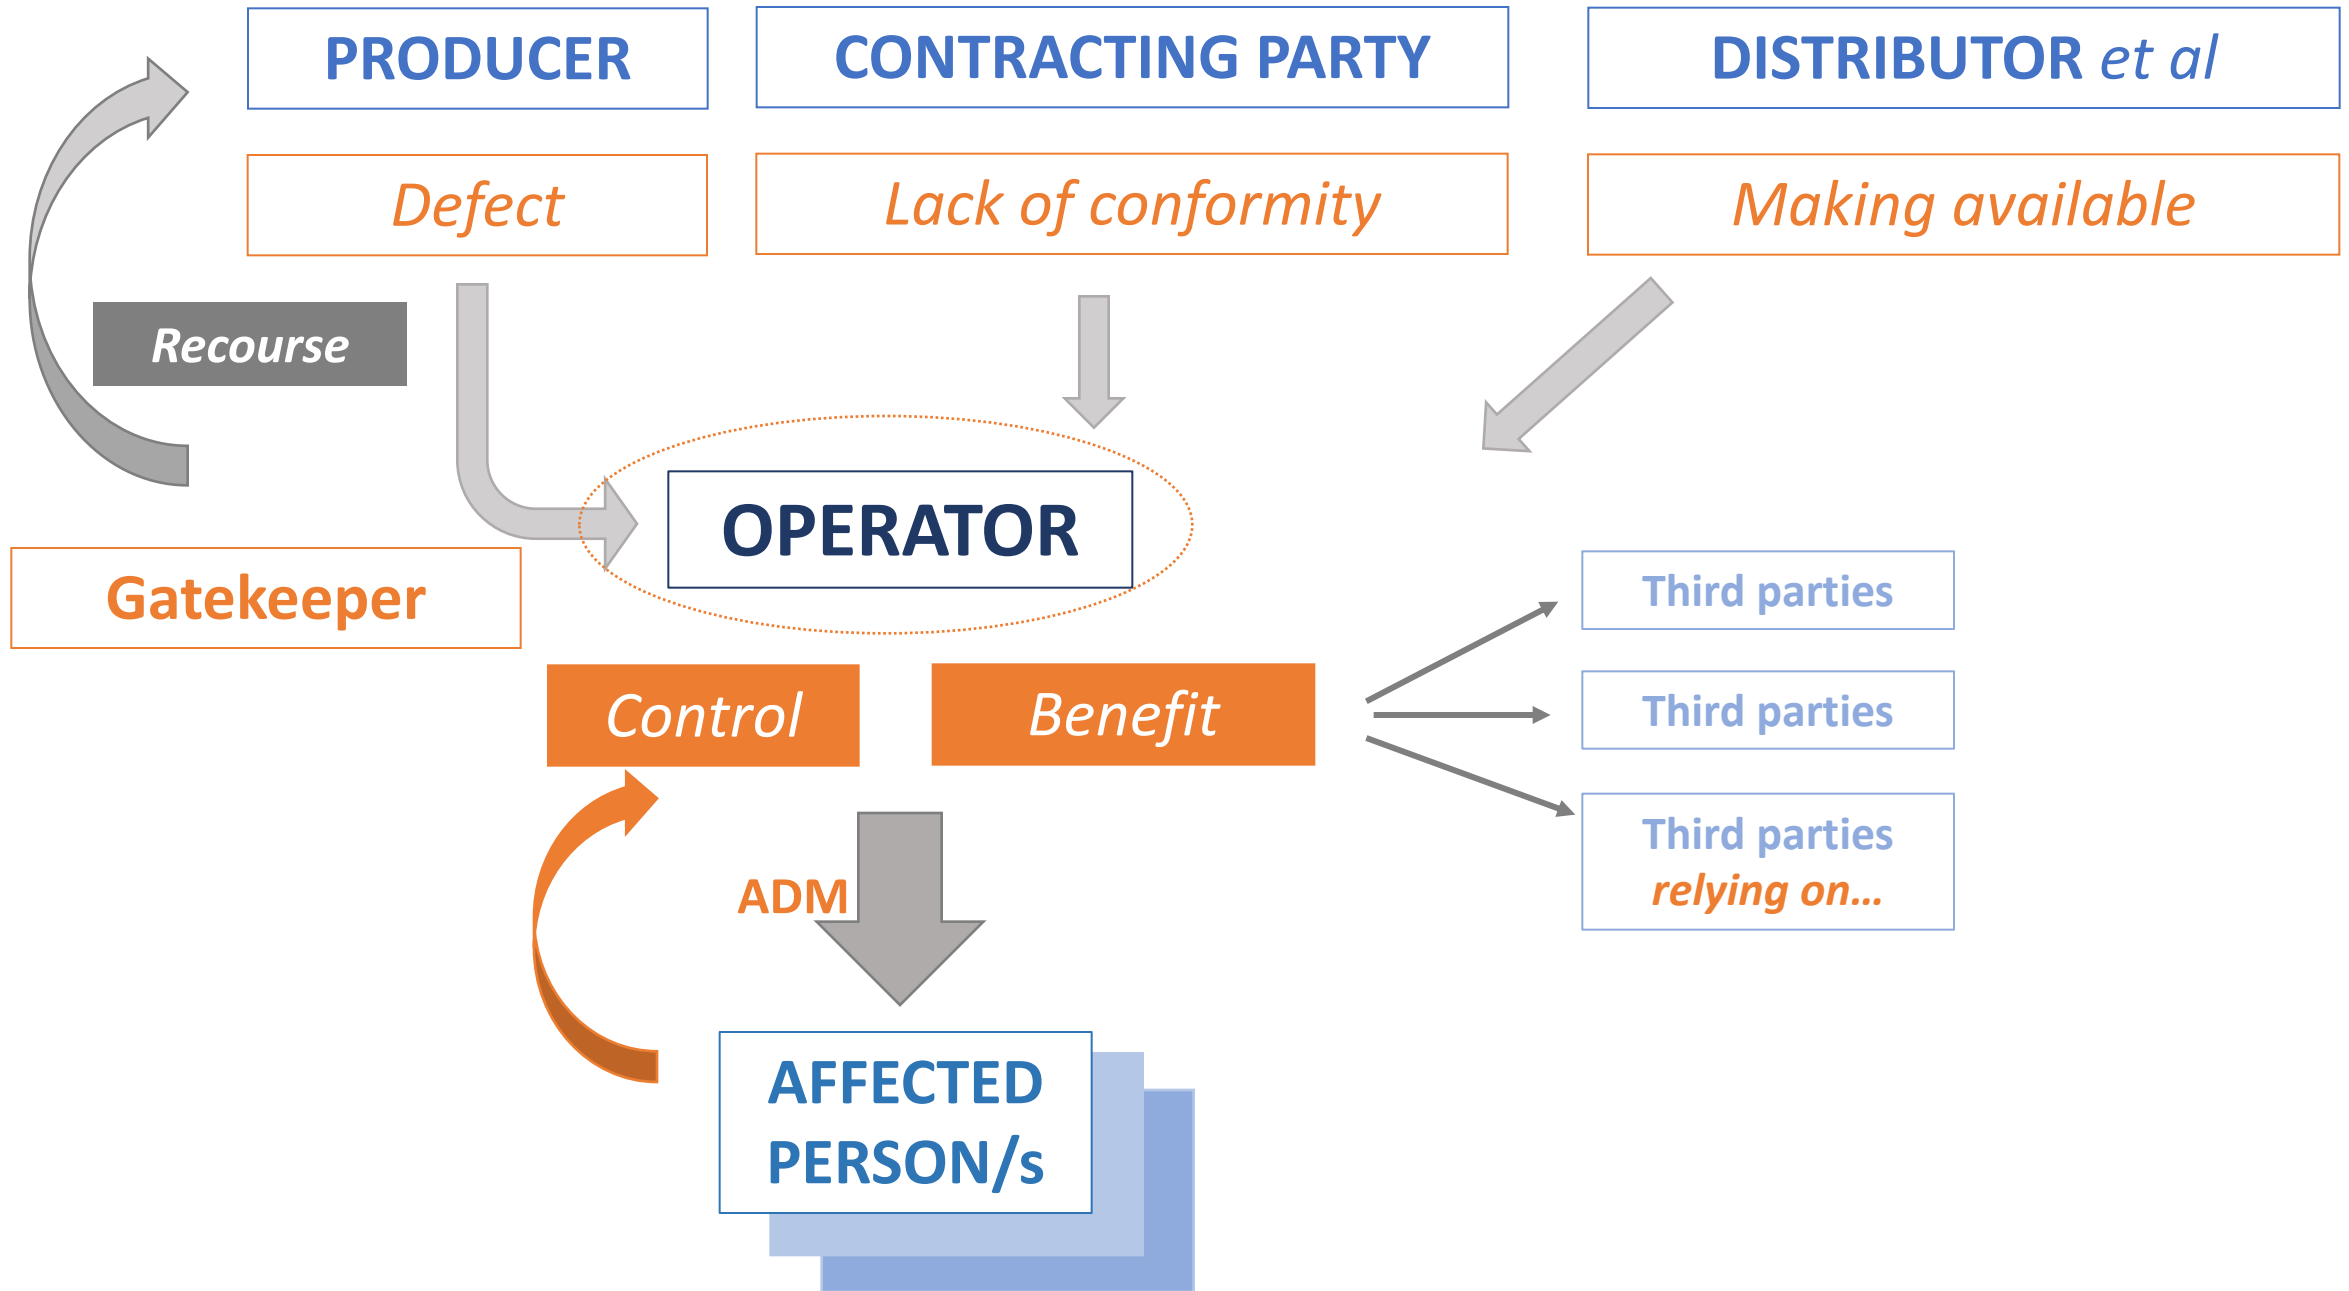 PRODUCER
CONTRACTING PARTY
DISTRIBUTOR et al
Defect
Lack of conformity
Making available
Recourse
OPERATOR
Gatekeeper
Control
Benefit
Third parties
Third parties
Third parties
relying on...
ADM
AFFECTED
PERSON/s